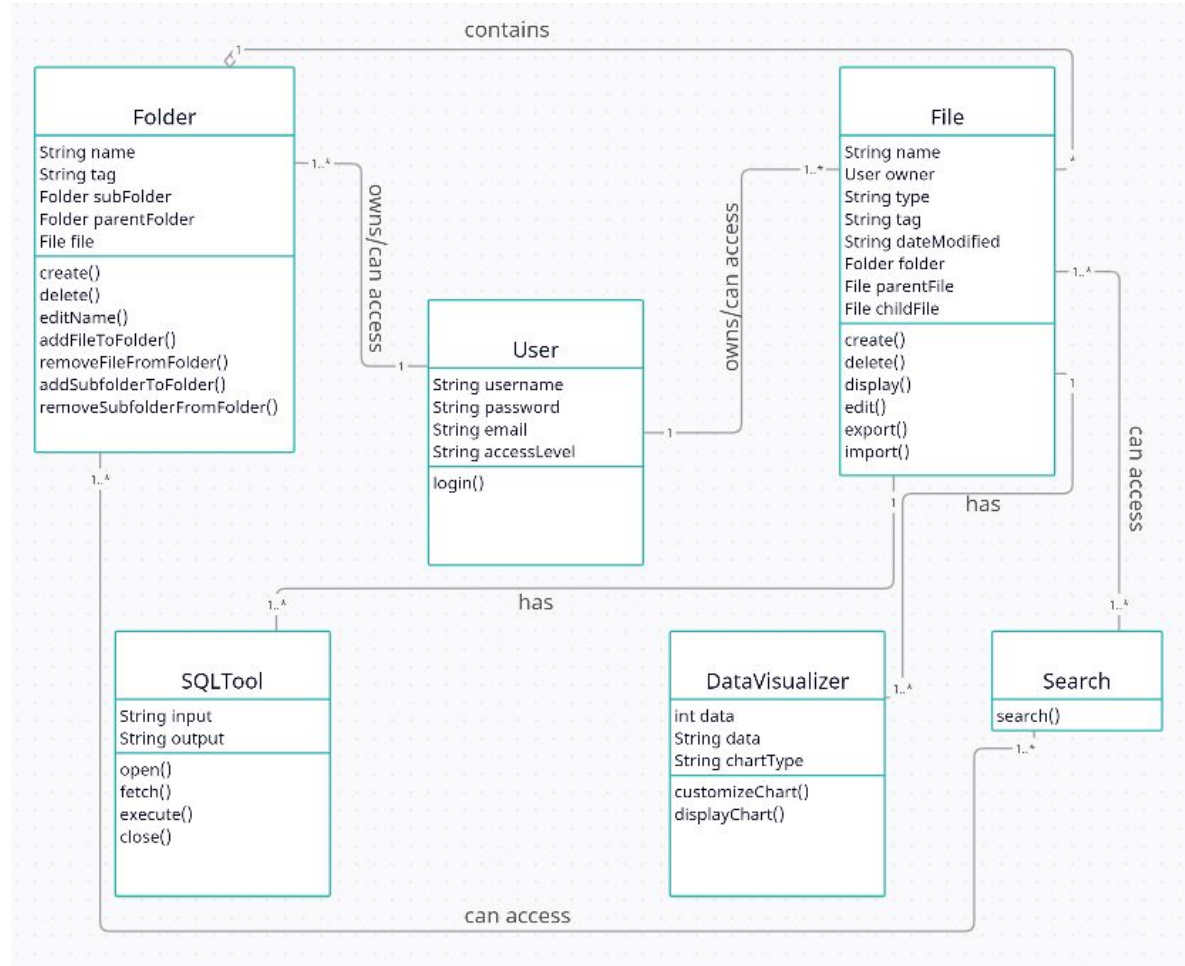 contains
1
Folder
String name
String tag
Folder subFolder
Folder parentFolder
File file
create()
delete()
editName()
addFileToFolder()
removeFileFromFolder()
addSubfolderToFolder()
removeSubfolderFromFolder()
1..*
owns/can access
1
User
String username
String password
String email
String accessLevel
login()
1
owns/can access
1..*
File
String name
User owner
String type
String tag
String dateModified
Folder folder
File parentFile
File childFile
create()
delete()
display()
edit()
export()
import()
*
1..*
can access
1..*
1
has
1..*
1
has
1..*
1..*
SQLTool
String input
String output
open()
fetch()
execute()
close()
DataVisualizer
int data
String data
String chartType
customizeChart()
displayChart()
Search
search()
1..*
can access